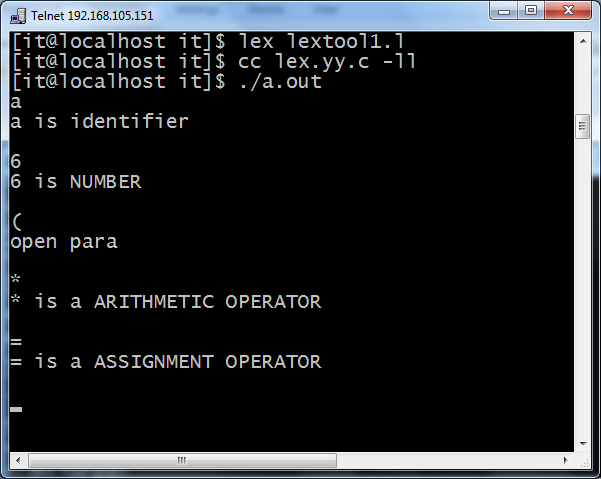 Telnet 192.168.105.151
[it@localhost it]$ lex lextool1.l
[it@localhost it]$ cc lex.yy.c -ll
[it@localhost it]$ ./a.out
a
a is identifier
6
6 is NUMBER
(
open para
*
* is a ARITHMETIC OPERATOR
=
= is a ASSIGNMENT OPERATOR